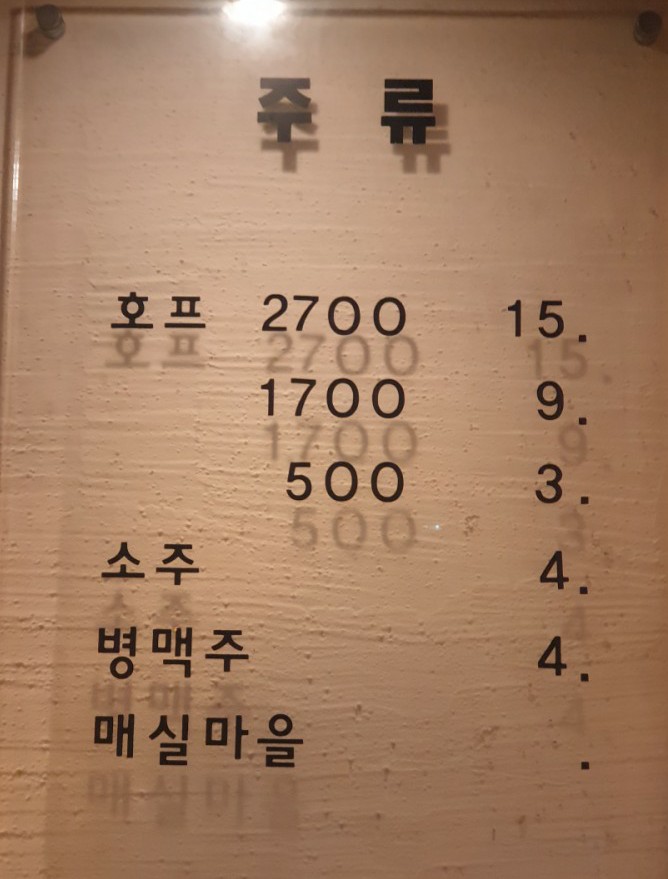 주 류
호프 2700 15.
1700 9.
500 3.
소주 4.
병맥주 4.
매실마을 .